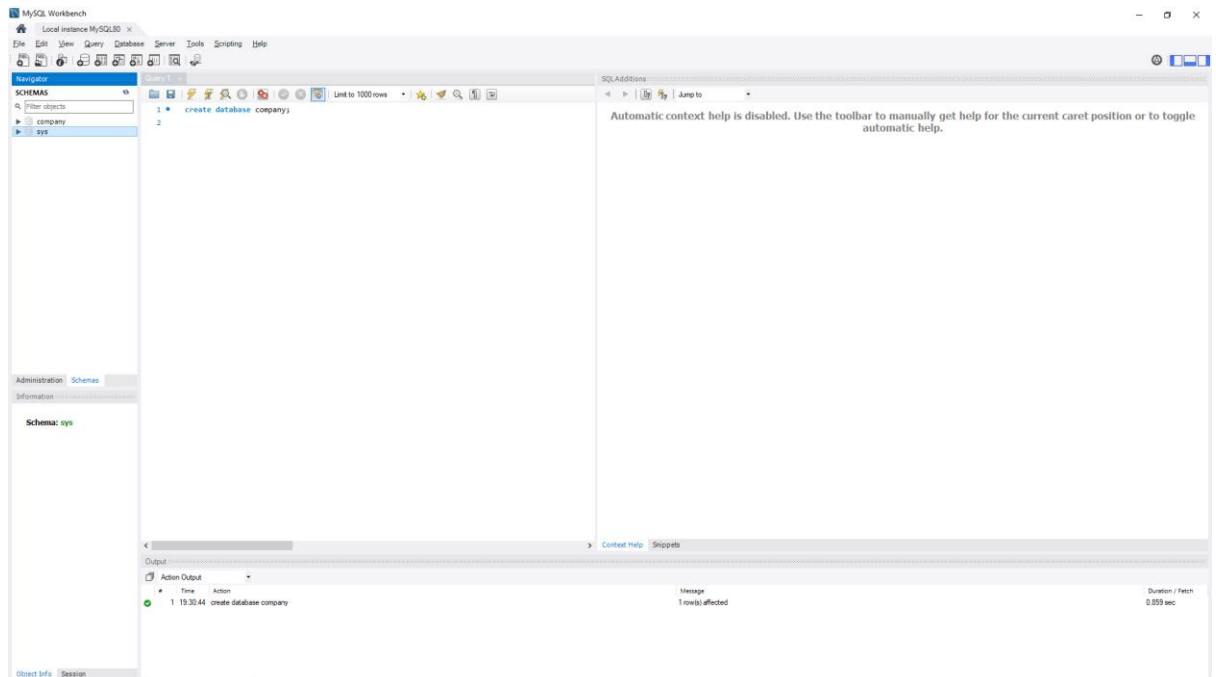 MySQL Workbench
Local instance MySQL80 ×
File Edit View Query Database Server Tools Scripting Help
Navigator
SCHEMAS
Filter objects
company
sys
Administration Schemas
Information
Schema: sys
Object Info Session
Query 1 ×
Limit to 1000 rows
1 create database company;
2
SQLAdditions
Jump to
Automatic context help is disabled. Use the toolbar to manually get help for the current caret position or to toggle
automatic help.
Context Help Snippets
Output
Action Output
# Time Action Message Duration / Fetch
1 19:30:44 create database company 1 row(s) affected 0.859 sec